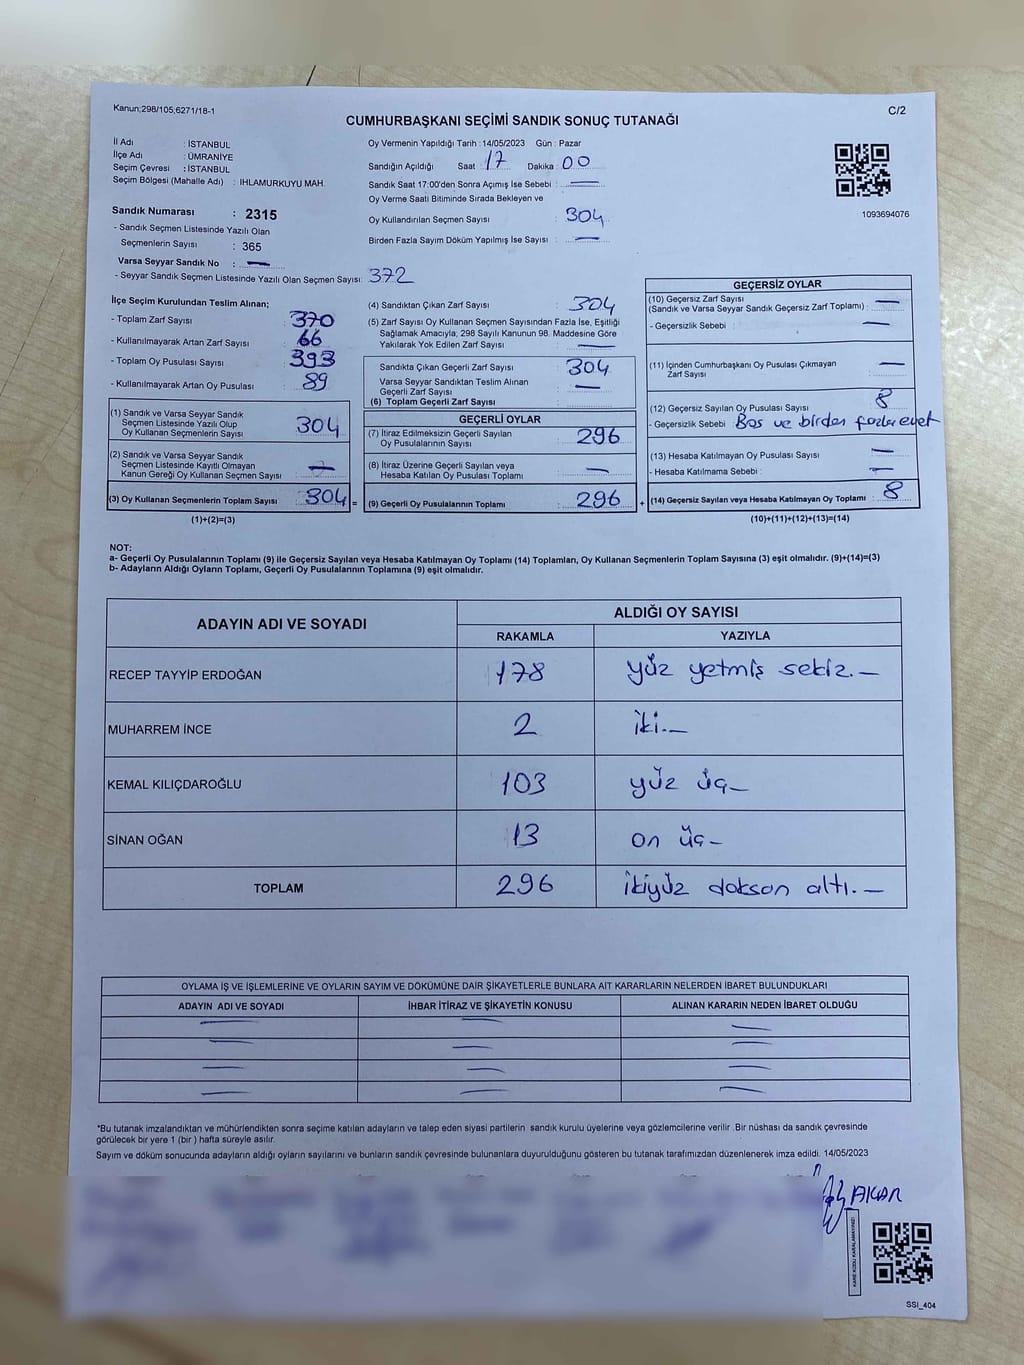 Kanun;298/105,6271/18-1
C/2
CUMHURBAŞKANI SEÇİMİ SANDIK SONUÇ TUTANAĞI
İl Adı : İSTANBUL
İlçe Adı : ÜMRANİYE
Seçim Çevresi : İSTANBUL
Seçim Bölgesi (Mahalle Adı) : IHLAMURKUYU MAH.
Sandık Numarası : 2315
- Sandık Seçmen Listesinde Yazılı Olan
Seçmenlerin Sayısı : 365
Varsa Seyyar Sandık No : —
- Seyyar Sandık Seçmen Listesinde Yazılı Olan Seçmen Sayısı: 372
Oy Vermenin Yapıldığı Tarih : 14/05/2023 Gün : Pazar
Sandığın Açıldığı Saat 17 Dakika : 00
Sandık Saat 17:00'den Sonra Açımış İse Sebebi : —
Oy Verme Saati Bitiminde Sırada Bekleyen ve
Oy Kullandırılan Seçmen Sayısı : 304
Birden Fazla Sayım Döküm Yapılmış İse Sayısı : —
1093694076
İlçe Seçim Kurulundan Teslim Alınan;
- Toplam Zarf Sayısı : 370
- Kullanılmayarak Artan Zarf Sayısı : 66
- Toplam Oy Pusulası Sayısı : 393
- Kullanılmayarak Artan Oy Pusulası : 89
(1) Sandık ve Varsa Seyyar Sandık
Seçmen Listesinde Yazılı Olup
Oy Kullanan Seçmenlerin Sayısı : 304
(2) Sandık ve Varsa Seyyar Sandık
Seçmen Listesinde Kayıtlı Olmayan
Kanun Gereği Oy Kullanan Seçmen Sayısı : —
(3) Oy Kullanan Seçmenlerin Toplam Sayısı : 304 =
(1)+(2)=(3)
(4) Sandıktan Çıkan Zarf Sayısı : 304
(5) Zarf Sayısı Oy Kullanan Seçmen Sayısından Fazla İse, Eşitliği
Sağlamak Amacıyla, 298 Sayılı Kanunun 98. Maddesine Göre
Yakılarak Yok Edilen Zarf Sayısı : —
Sandıkta Çıkan Geçerli Zarf Sayısı : 304
Varsa Seyyar Sandıktan Teslim Alınan
Geçerli Zarf Sayısı : —
(6) Toplam Geçerli Zarf Sayısı :
GEÇERLİ OYLAR
(7) İtiraz Edilmeksizin Geçerli Sayılan
Oy Pusulalarının Sayısı : 296
(8) İtiraz Üzerine Geçerli Sayılan veya
Hesaba Katılan Oy Pusulası Toplamı : —
(9) Geçerli Oy Pusulalarının Toplamı : 296 +
GEÇERSİZ OYLAR
(10) Geçersiz Zarf Sayısı
(Sandık ve Varsa Seyyar Sandık Geçersiz Zarf Toplamı) : —
- Geçersizlik Sebebi : —
(11) İçinden Cumhurbaşkanı Oy Pusulası Çıkmayan
Zarf Sayısı : —
(12) Geçersiz Sayılan Oy Pusulası Sayısı : 8
- Geçersizlik Sebebi : Boş ve birden fazla evet
(13) Hesaba Katılmayan Oy Pusulası Sayısı : —
- Hesaba Katılmama Sebebi : —
(14) Geçersiz Sayılan veya Hesaba Katılmayan Oy Toplamı : 8
(10)+(11)+(12)+(13)=(14)
NOT:
a- Geçerli Oy Pusulalarının Toplamı (9) ile Geçersiz Sayılan veya Hesaba Katılmayan Oy Toplamı (14) Toplamları, Oy Kullanan Seçmenlerin Toplam Sayısına (3) eşit olmalıdır. (9)+(14)=(3)
b- Adayların Aldığı Oyların Toplamı, Geçerli Oy Pusulalarının Toplamına (9) eşit olmalıdır.
ADAYIN ADI VE SOYADI ALDIĞI OY SAYISI
RAKAMLA YAZIYLA
RECEP TAYYİP ERDOĞAN 178 yüz yetmiş sekiz.—
MUHARREM İNCE 2 iki.—
KEMAL KILIÇDAROĞLU 103 yüz üç—
SİNAN OĞAN 13 on üç—
TOPLAM 296 ikiyüz doksan altı.—
OYLAMA İŞ VE İŞLEMLERİNE VE OYLARIN SAYIM VE DÖKÜMÜNE DAİR ŞİKAYETLERLE BUNLARA AİT KARARLARIN NELERDEN İBARET BULUNDUKLARI
ADAYIN ADI VE SOYADI İHBAR İTİRAZ VE ŞİKAYETİN KONUSU ALINAN KARARIN NEDEN İBARET OLDUĞU
*Bu tutanak imzalandıktan ve mühürlendikten sonra seçime katılan adayların ve talep eden siyasi partilerin sandık kurulu üyelerine veya gözlemcilerine verilir .Bir nüshası da sandık çevresinde
görülecek bir yere 1 (bir ) hafta süreyle asılır.
Sayım ve döküm sonucunda adayların aldığı oyların sayılarını ve bunların sandık çevresinde bulunanlara duyurulduğunu gösteren bu tutanak tarafımızdan düzenlenerek imza edildi. 14/05/2023
AKAR
KARE KODU KARALAMAYINIZ!
SSI_404